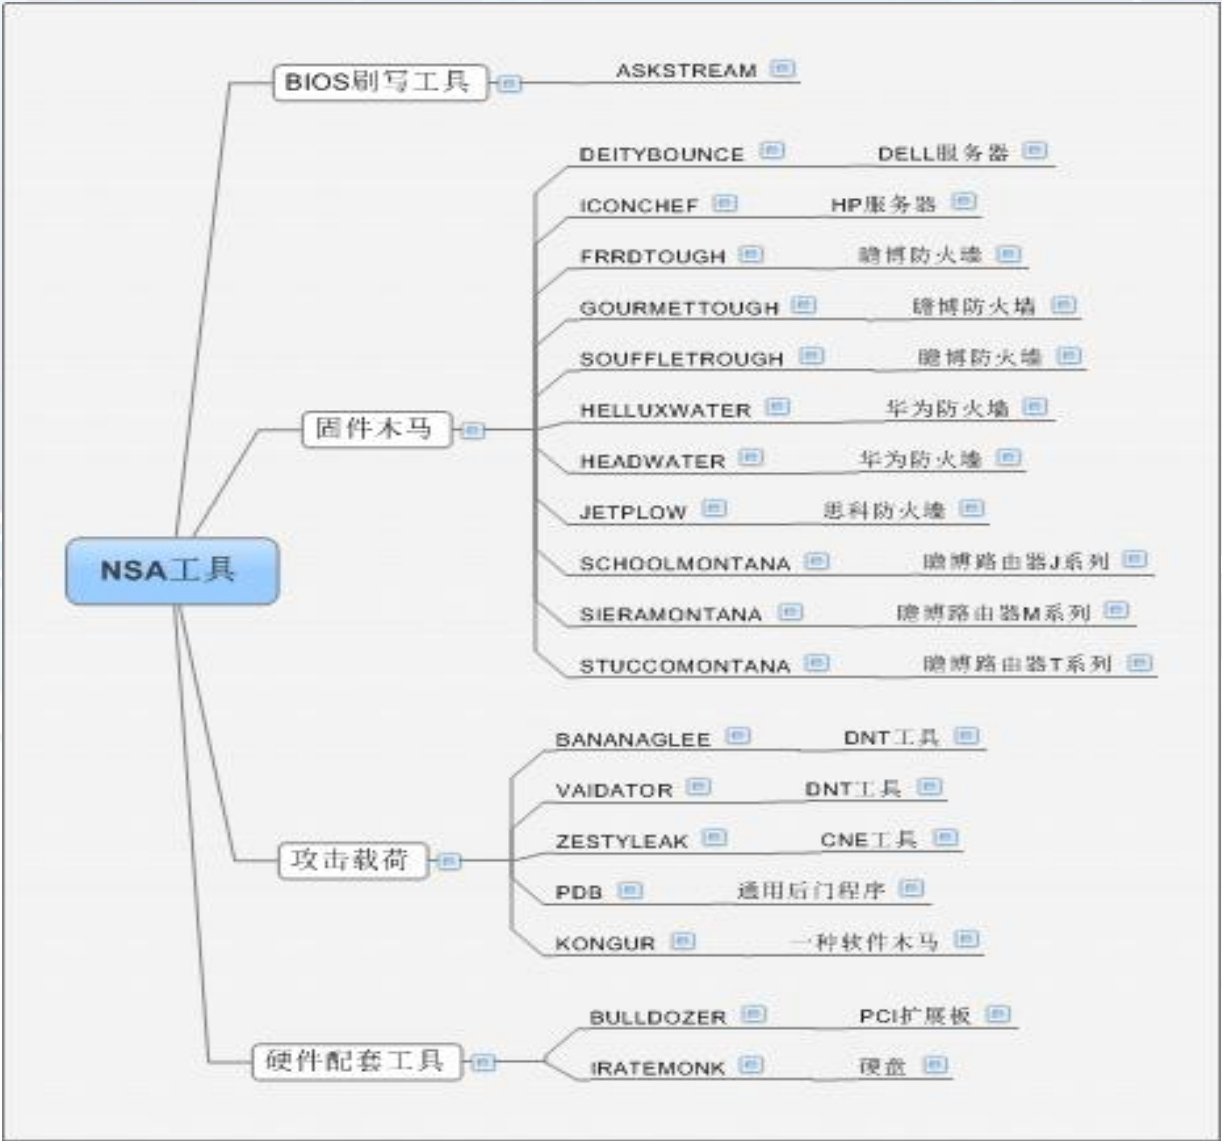 BIOS刷写工具
ASKSTREAM
DEITYBOUNCE DELL服务器
ICONCHEF HP服务器
FRRDTOUGH 瞻博防火墙
GOURMETTOUGH 瞻博防火墙
SOUFFLETROUGH 瞻博防火墙
固件木马
HELLUXWATER 华为防火墙
HEADWATER 华为防火墙
JETPLOW 思科防火墙
NSA工具
SCHOOLMONTANA 瞻博路由器J系列
SIERAMONTANA 瞻博路由器M系列
STUCCOMONTANA 瞻博路由器T系列
BANANAGLEE DNT工具
VAIDATOR DNT工具
ZESTYLEAK CNE工具
攻击载荷
PDB 通用后门程序
KONGUR 一种软件木马
BULLDOZER PCI扩展板
硬件配套工具
IRATEMONK 硬盘